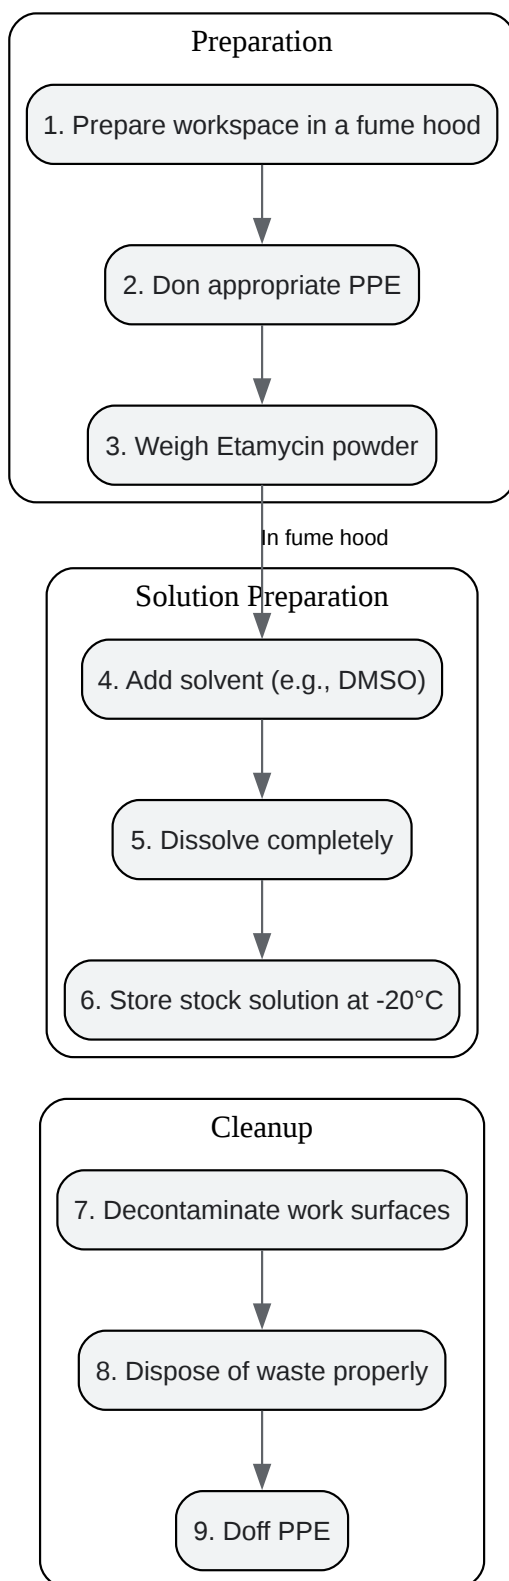 Preparation
1. Prepare workspace in a fume hood
2. Don appropriate PPE
3. Weigh Etamycin powder
In fume hood
Solution Preparation
4. Add solvent (e.g., DMSO)
5. Dissolve completely
6. Store stock solution at -20°C
Cleanup
7. Decontaminate work surfaces
8. Dispose of waste properly
9. Doff PPE